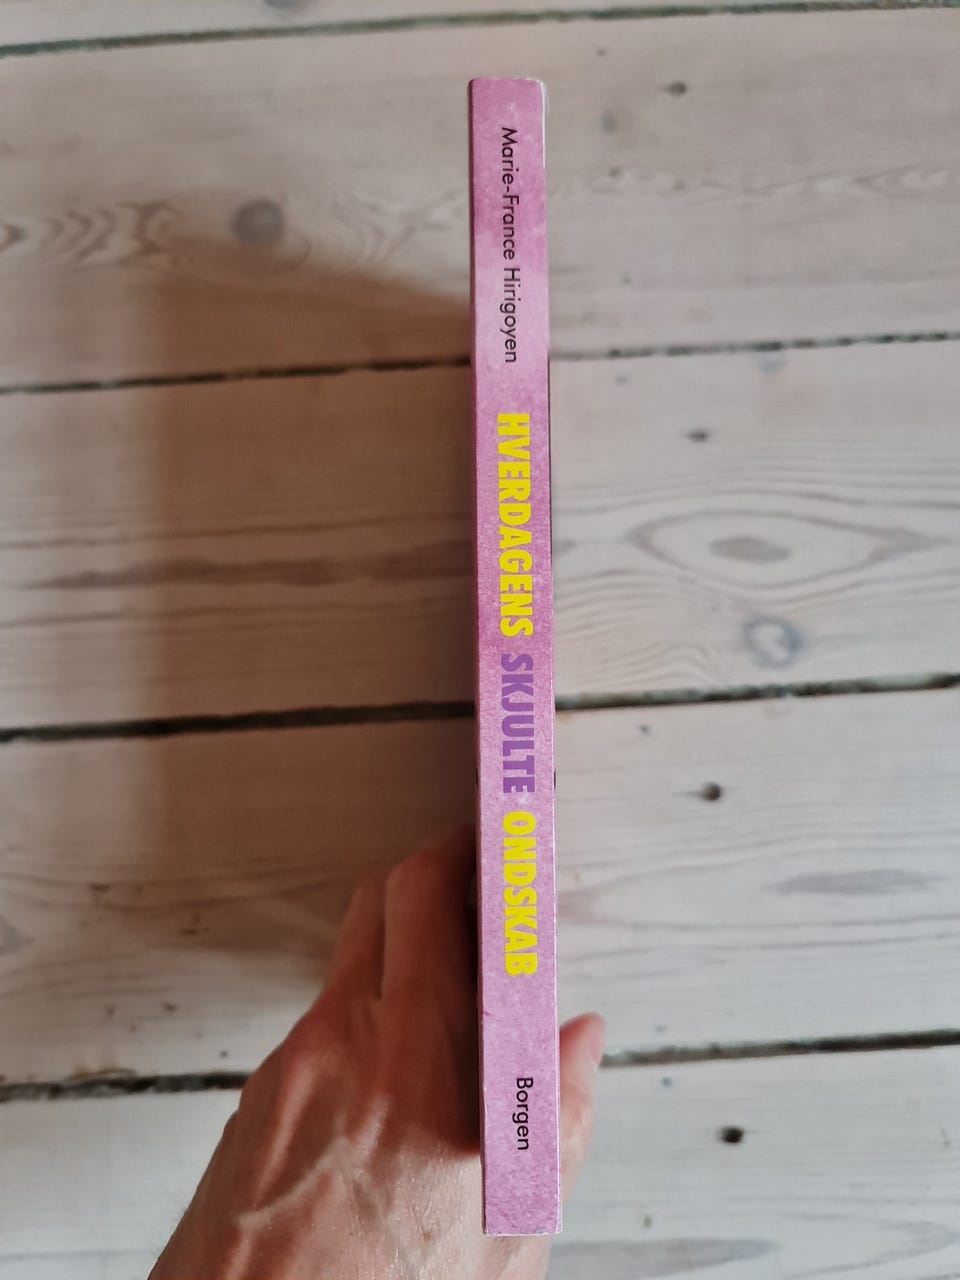 Marie-France Hirigoyen
HVERDAGENS SKJULTE ONDSKAB
Borgen